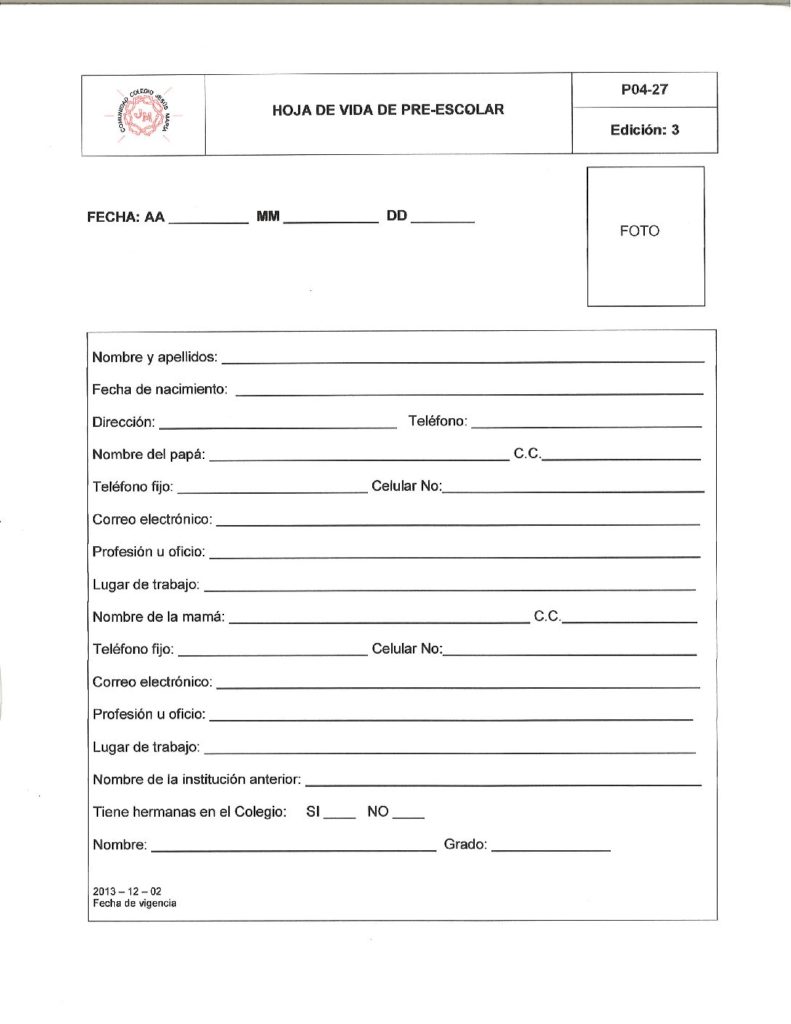 COMUNIDAD COLEGIO JESUS MARIA
JM
HOJA DE VIDA DE PRE-ESCOLAR
P04-27
Edición: 3
FECHA: AA __________ MM ____________ DD ________
FOTO
Nombre y apellidos: ____________________
Fecha de nacimiento: ____________________
Dirección: ____________________ Teléfono: ____________________
Nombre del papá: ____________________ C.C.____________________
Teléfono fijo: ____________________ Celular No:____________________
Correo electrónico: ____________________
Profesión u oficio: ____________________
Lugar de trabajo: ____________________
Nombre de la mamá: ____________________ C.C.____________________
Teléfono fijo: ____________________ Celular No:____________________
Correo electrónico: ____________________
Profesión u oficio: ____________________
Lugar de trabajo: ____________________
Nombre de la institución anterior: ____________________
Tiene hermanas en el Colegio: SI ____ NO ____
Nombre: ____________________ Grado: _______________
2013 – 12 – 02
Fecha de vigencia